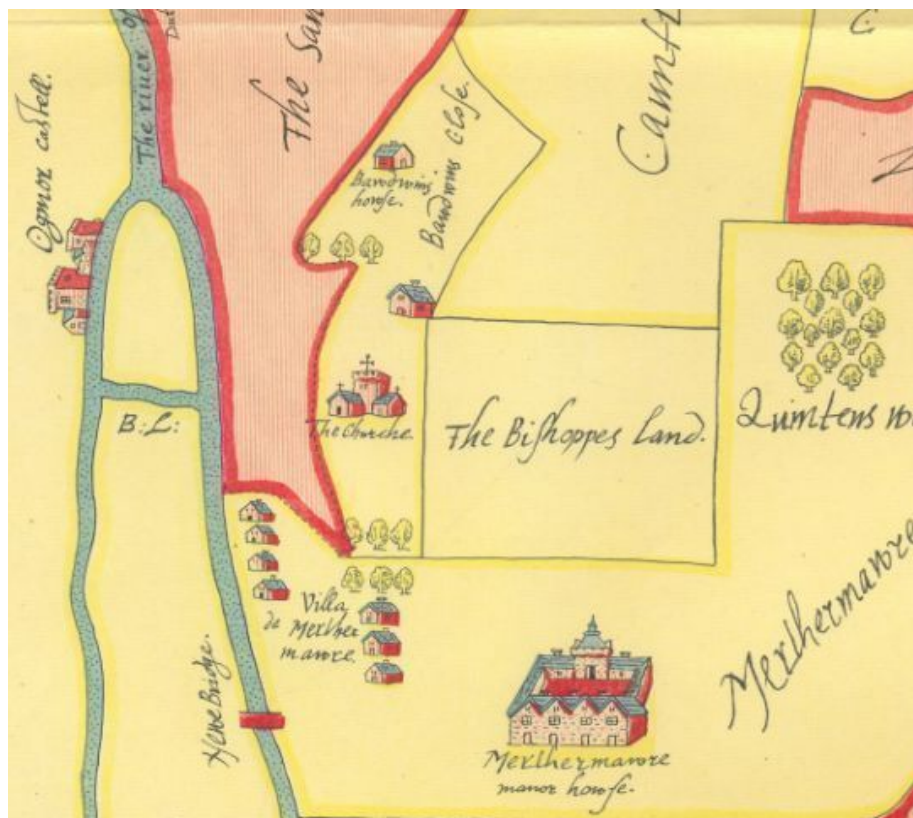 Ogmor castell.
The river of
The San
Bawdwins
howse.
Bawdwins Close.
B: L:
The Churche.
The Bishoppes land.
Quintens
Villa
de Merther
mawre.
Newe Bridge.
Merthermawre
manor howse.
Merthermawre